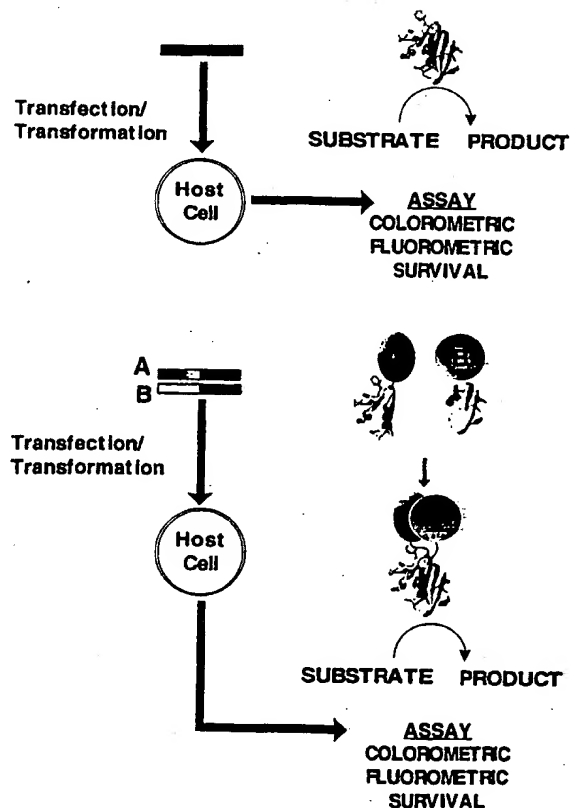 Transfection/
Transformation
SUBSTRATE PRODUCT
Host
Cell
ASSAY
COLOROMETRIC
FLUOROMETRIC
SURVIVAL
A
B
Transfection/
Transformation
Host
Cell
SUBSTRATE PRODUCT
ASSAY
COLOROMETRIC
FLUOROMETRIC
SURVIVAL